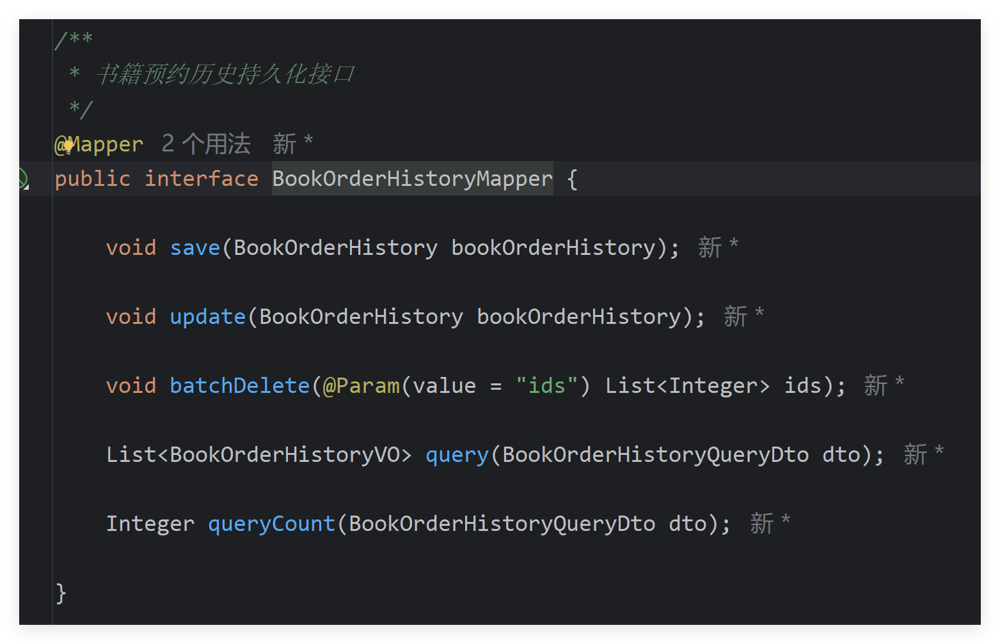 /**
 * 书籍预约历史持久化接口
 */
@Mapper 2 个用法 新 *
public interface BookOrderHistoryMapper {
void save(BookOrderHistory bookOrderHistory); 新 *
void update(BookOrderHistory bookOrderHistory); 新 *
void batchDelete(@Param(value = "ids") List<Integer> ids); 新 *
List<BookOrderHistoryVO> query(BookOrderHistoryQueryDto dto); 新 *
Integer queryCount(BookOrderHistoryQueryDto dto); 新 *
}